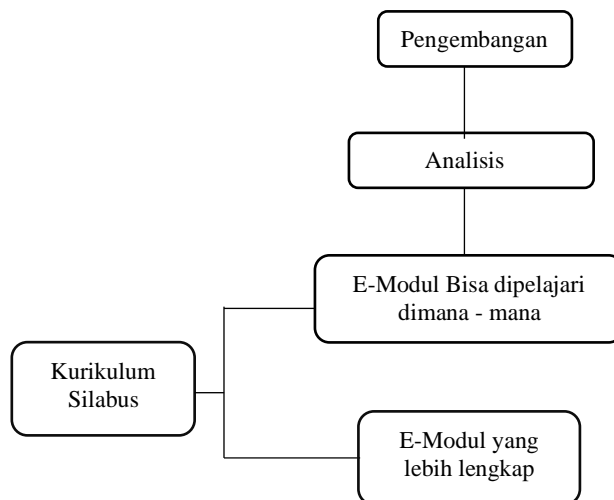 Pengembangan
Analisis
E-Modul Bisa dipelajari
dimana - mana
Kurikulum
Silabus
E-Modul yang
lebih lengkap